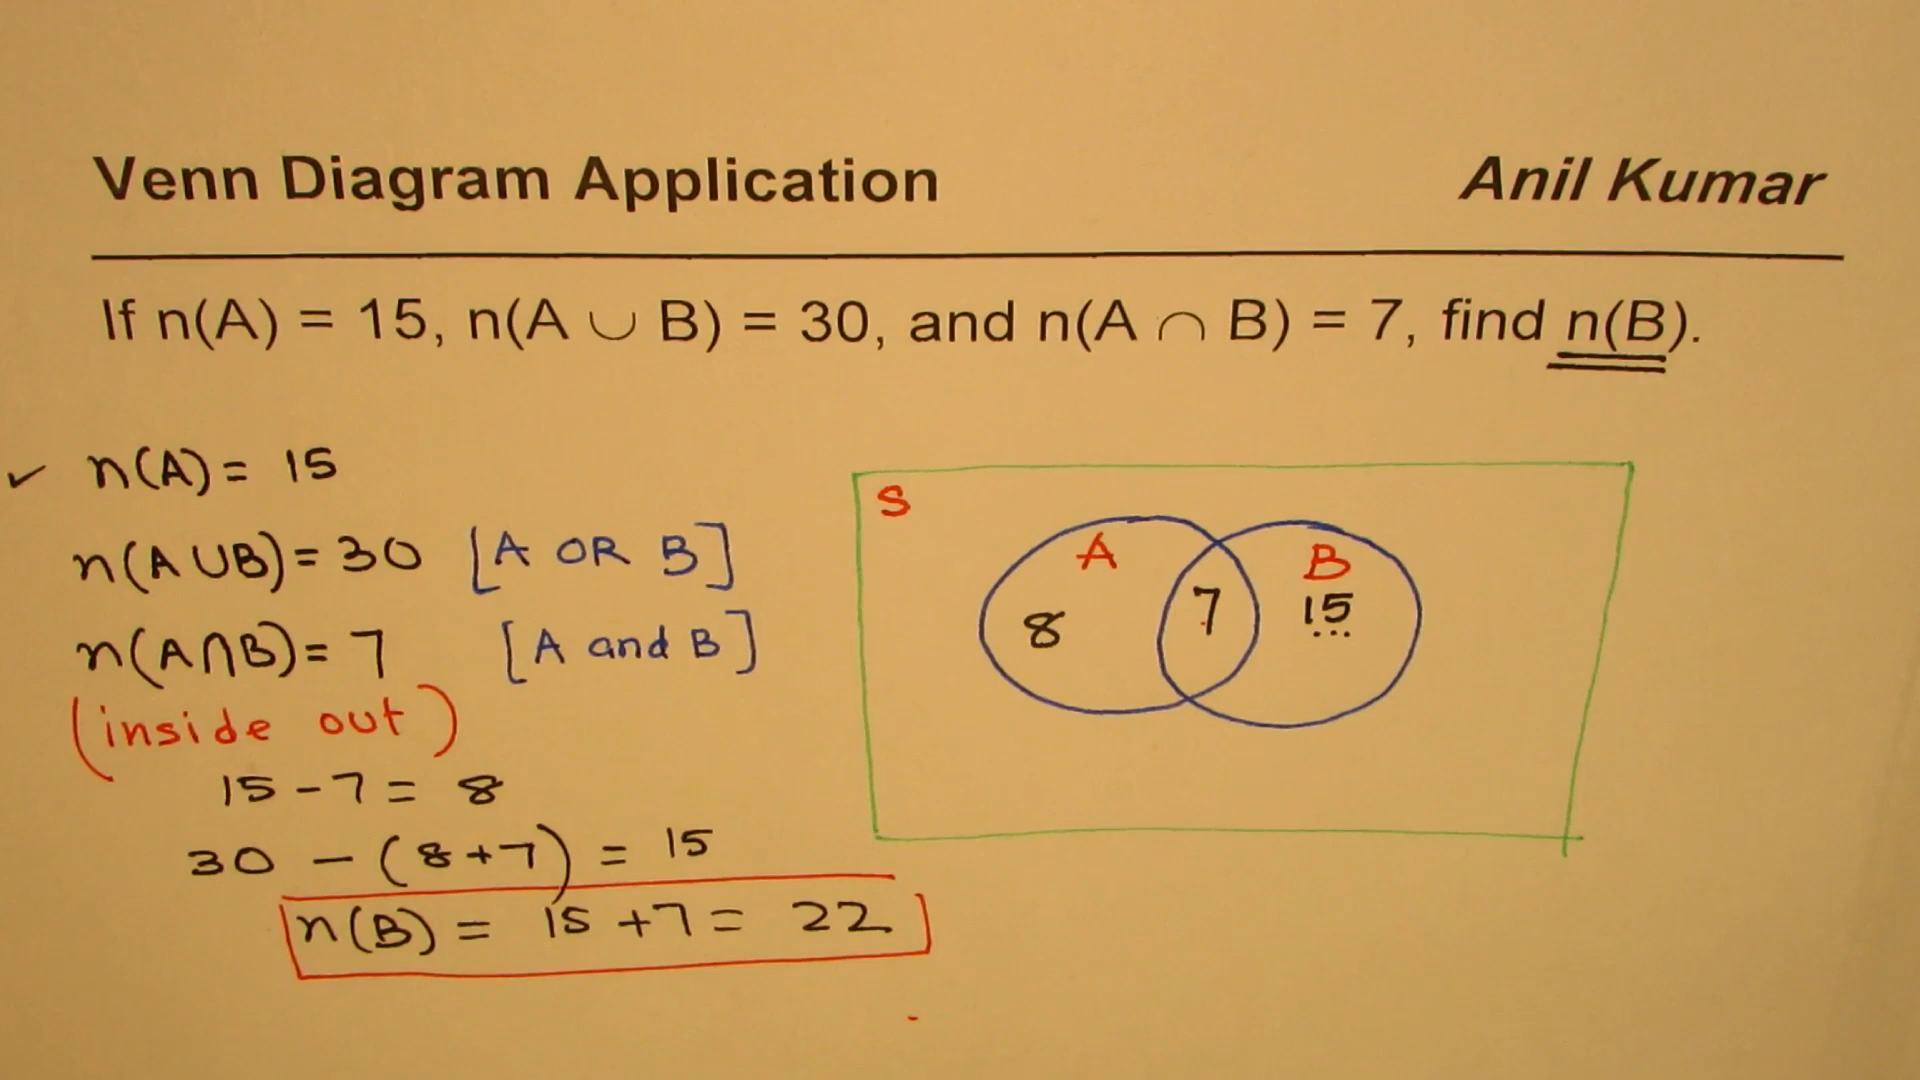 Venn Diagram Application Anil Kumar
If n(A) = 15, n(A ∪ B) = 30, and n(A ∩ B) = 7, find n(B).
✓ n(A) = 15
n(A∪B) = 30 [A OR B]
n(A∩B) = 7 [A and B]
(inside out)
15 - 7 = 8
30 - (8+7) = 15
n(B) = 15 + 7 = 22
S
A B
8 7 15